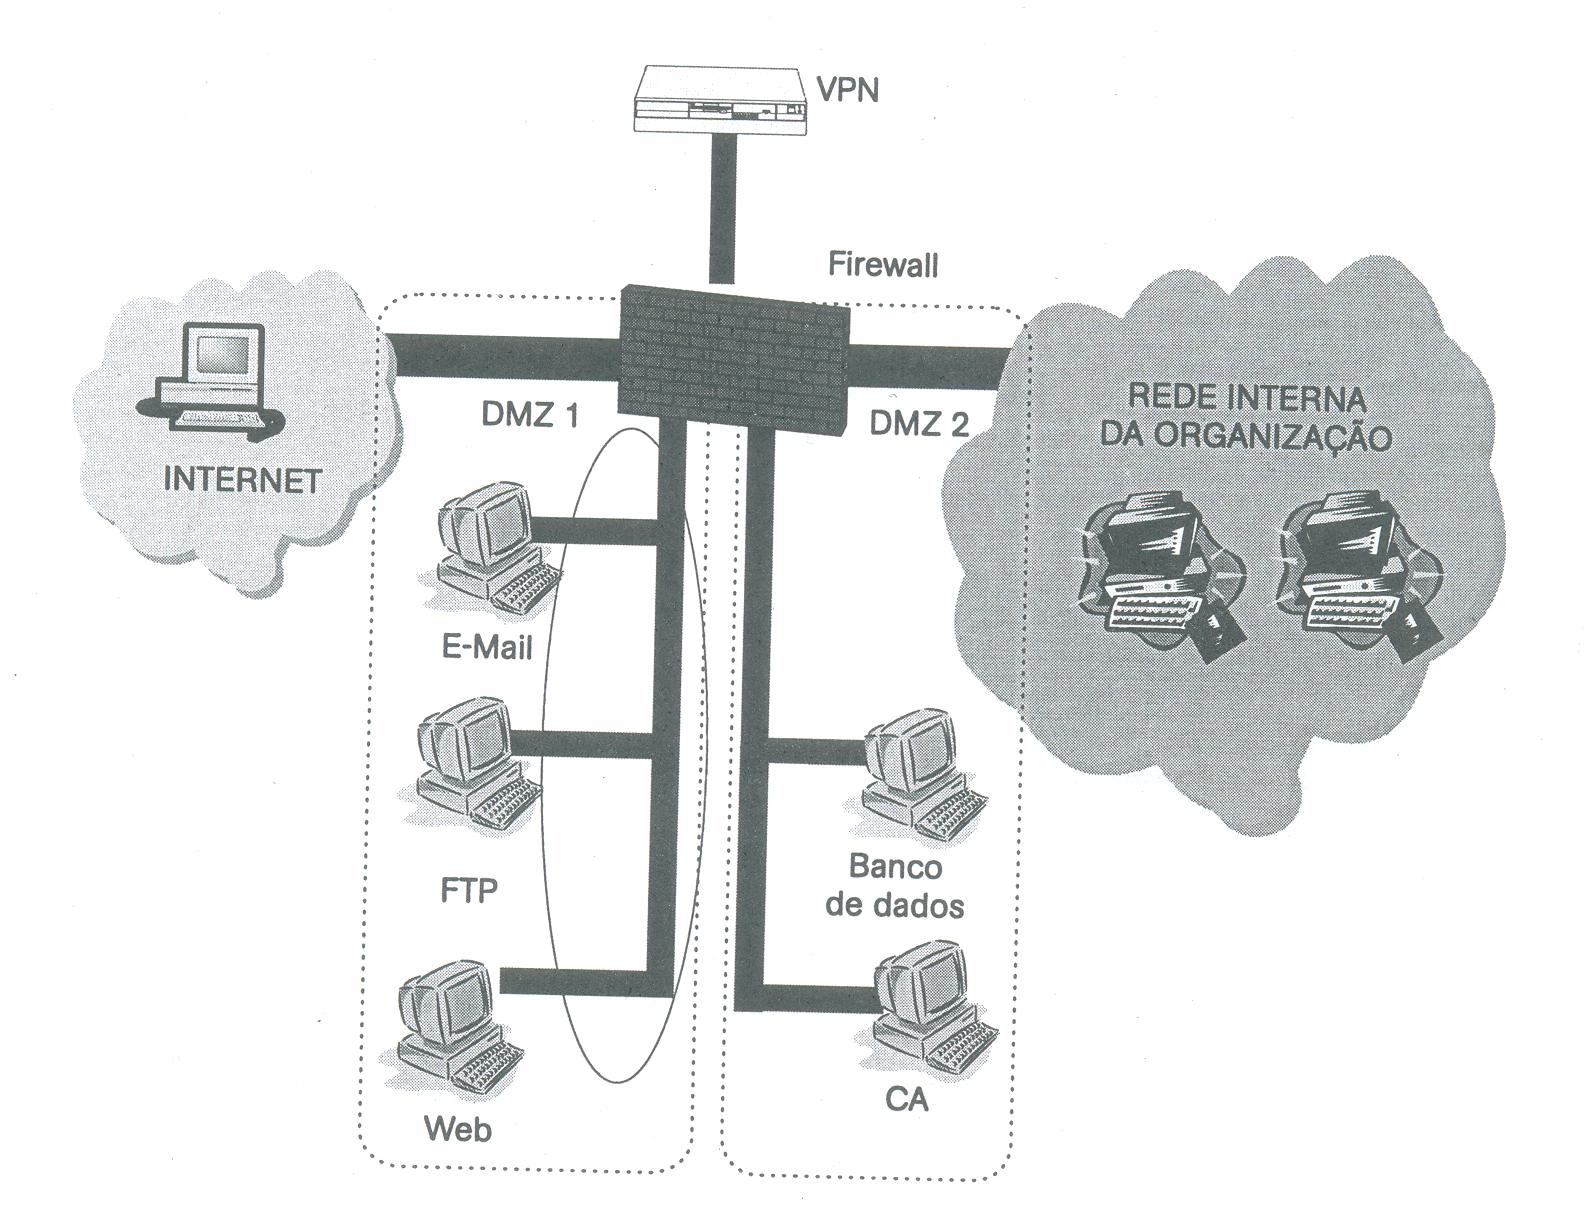 VPN
Firewall
INTERNET
DMZ 1
DMZ 2
REDE INTERNA
DA ORGANIZAÇÃO
E-Mail
FTP
Web
Banco
de dados
CA